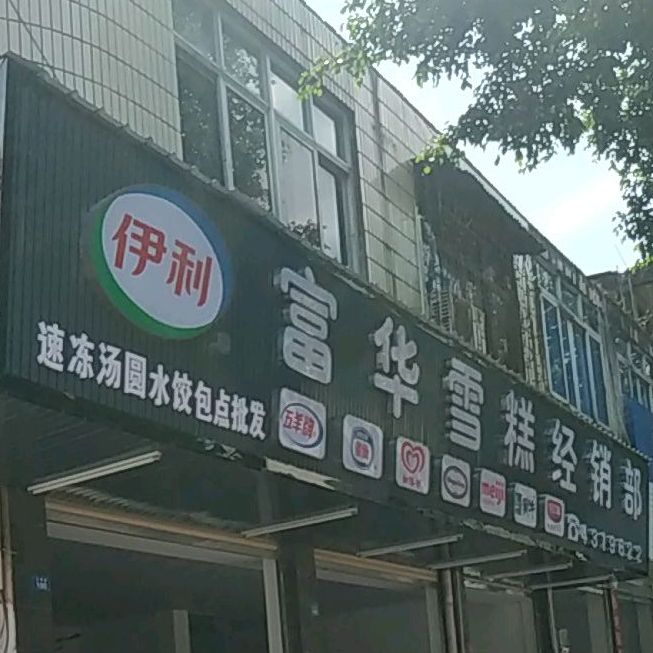 伊利
富华雪糕经销部
速冻汤圆水饺包点批发
五羊牌
meiji